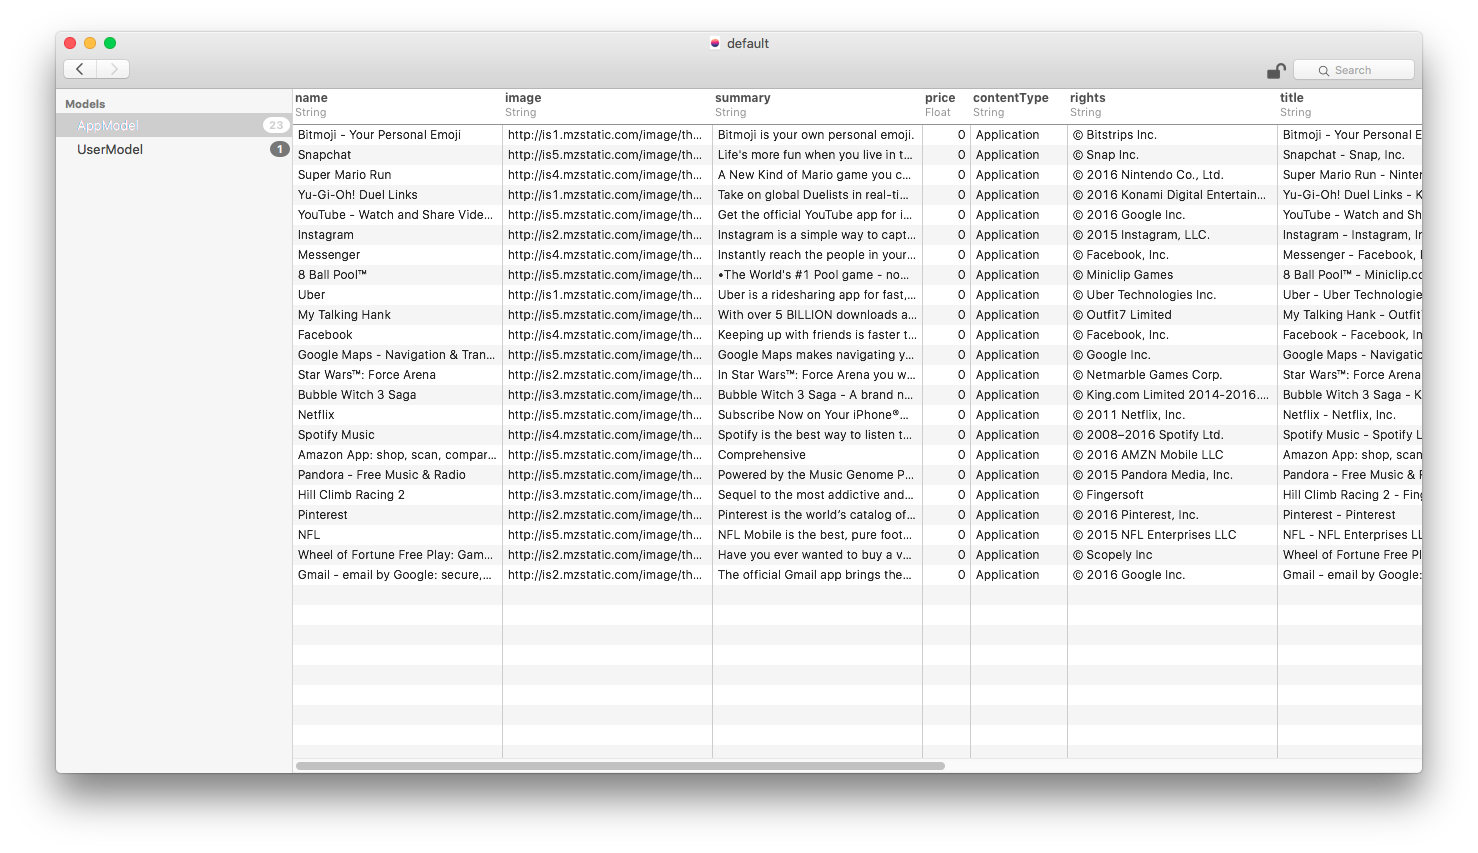 default
Search
Models
AppModel 23
UserModel 1
name image summary price contentType rights title
String String String Float String String String
Bitmoji - Your Personal Emoji http://is1.mzstatic.com/image/th... Bitmoji is your own personal emoji. 0 Application © Bitstrips Inc. Bitmoji - Your Personal E
Snapchat http://is5.mzstatic.com/image/th... Life's more fun when you live in t... 0 Application © Snap Inc. Snapchat - Snap, Inc.
Super Mario Run http://is4.mzstatic.com/image/th... A New Kind of Mario game you c... 0 Application © 2016 Nintendo Co., Ltd. Super Mario Run - Ninter
Yu-Gi-Oh! Duel Links http://is1.mzstatic.com/image/th... Take on global Duelists in real-ti... 0 Application © 2016 Konami Digital Entertain... Yu-Gi-Oh! Duel Links - K
YouTube - Watch and Share Vide... http://is5.mzstatic.com/image/th... Get the official YouTube app for i... 0 Application © 2016 Google Inc. YouTube - Watch and Sh
Instagram http://is2.mzstatic.com/image/th... Instagram is a simple way to capt... 0 Application © 2015 Instagram, LLC. Instagram - Instagram, Ir
Messenger http://is4.mzstatic.com/image/th... Instantly reach the people in your... 0 Application © Facebook, Inc. Messenger - Facebook, I
8 Ball Pool™ http://is5.mzstatic.com/image/th... •The World's #1 Pool game - no... 0 Application © Miniclip Games 8 Ball Pool™ - Miniclip.cc
Uber http://is1.mzstatic.com/image/th... Uber is a ridesharing app for fast,... 0 Application © Uber Technologies Inc. Uber - Uber Technologie
My Talking Hank http://is5.mzstatic.com/image/th... With over 5 BILLION downloads a... 0 Application © Outfit7 Limited My Talking Hank - Outfit
Facebook http://is4.mzstatic.com/image/th... Keeping up with friends is faster t... 0 Application © Facebook, Inc. Facebook - Facebook, In
Google Maps - Navigation & Tran... http://is5.mzstatic.com/image/th... Google Maps makes navigating y... 0 Application © Google Inc. Google Maps - Navigatic
Star Wars™: Force Arena http://is2.mzstatic.com/image/th... In Star Wars™: Force Arena you w... 0 Application © Netmarble Games Corp. Star Wars™: Force Arena
Bubble Witch 3 Saga http://is3.mzstatic.com/image/th... Bubble Witch 3 Saga - A brand n... 0 Application © King.com Limited 2014-2016.... Bubble Witch 3 Saga - K
Netflix http://is5.mzstatic.com/image/th... Subscribe Now on Your iPhone®... 0 Application © 2011 Netflix, Inc. Netflix - Netflix, Inc.
Spotify Music http://is4.mzstatic.com/image/th... Spotify is the best way to listen t... 0 Application © 2008–2016 Spotify Ltd. Spotify Music - Spotify L
Amazon App: shop, scan, compar... http://is5.mzstatic.com/image/th... Comprehensive 0 Application © 2016 AMZN Mobile LLC Amazon App: shop, scan
Pandora - Free Music & Radio http://is5.mzstatic.com/image/th... Powered by the Music Genome P... 0 Application © 2015 Pandora Media, Inc. Pandora - Free Music & F
Hill Climb Racing 2 http://is3.mzstatic.com/image/th... Sequel to the most addictive and... 0 Application © Fingersoft Hill Climb Racing 2 - Fing
Pinterest http://is2.mzstatic.com/image/th... Pinterest is the world’s catalog of... 0 Application © 2016 Pinterest, Inc. Pinterest - Pinterest
NFL http://is5.mzstatic.com/image/th... NFL Mobile is the best, pure foot... 0 Application © 2015 NFL Enterprises LLC NFL - NFL Enterprises LL
Wheel of Fortune Free Play: Gam... http://is2.mzstatic.com/image/th... Have you ever wanted to buy a v... 0 Application © Scopely Inc Wheel of Fortune Free Pl
Gmail - email by Google: secure,... http://is2.mzstatic.com/image/th... The official Gmail app brings the... 0 Application © 2016 Google Inc. Gmail - email by Google: